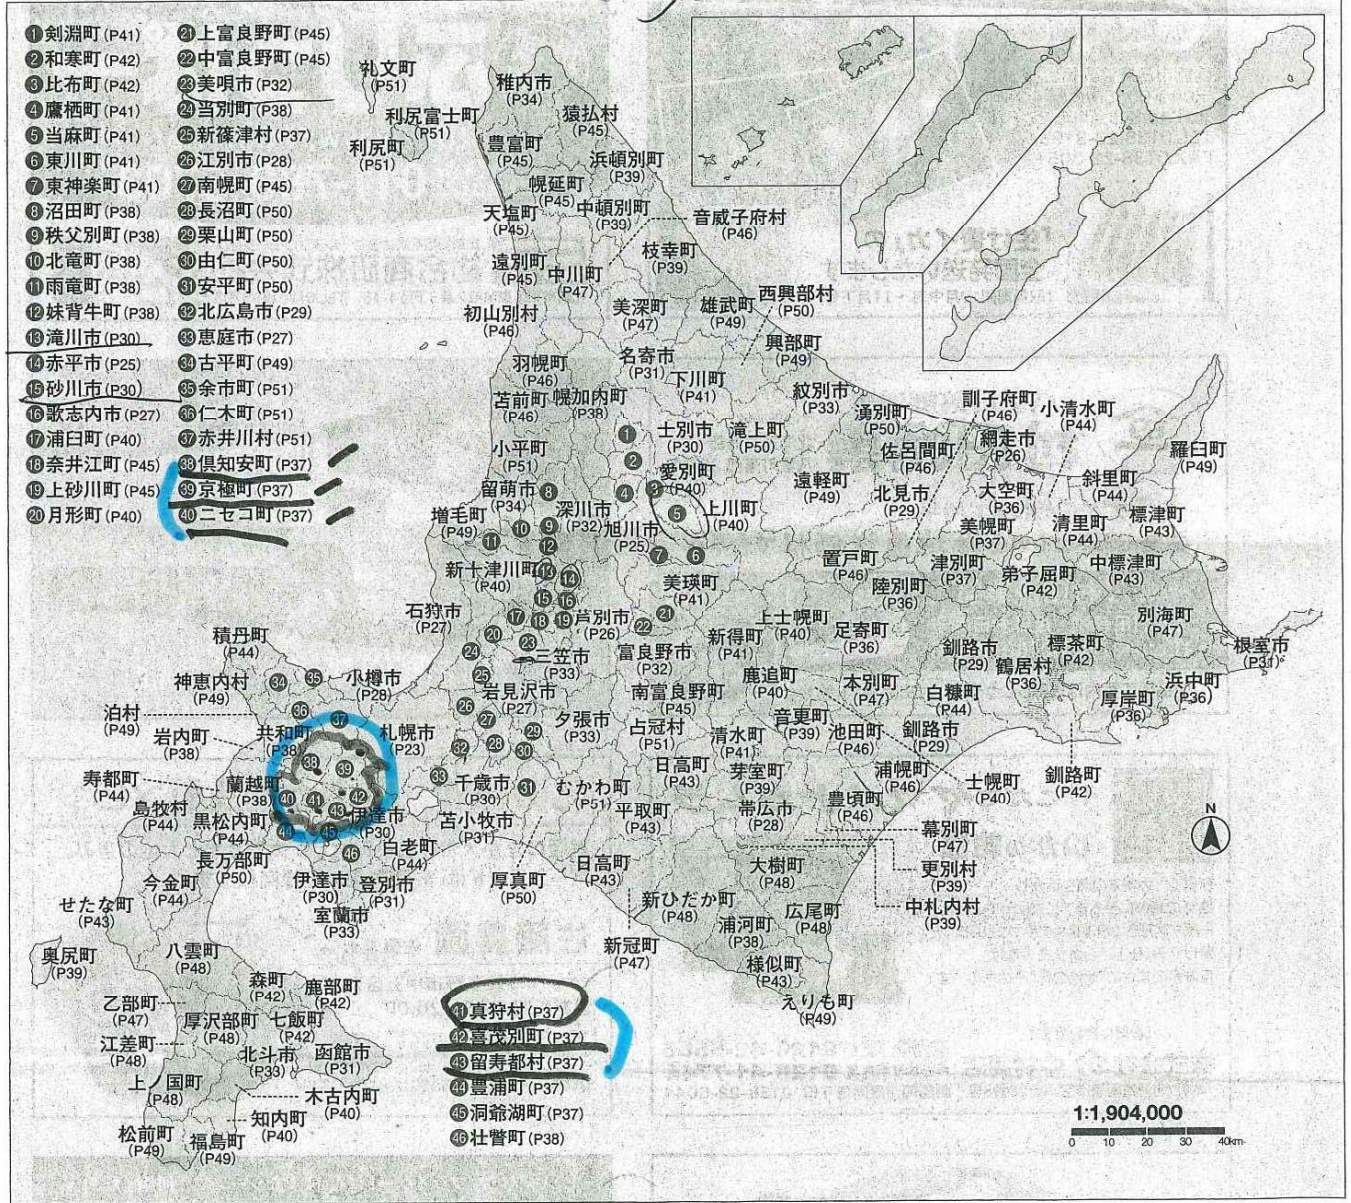 ❶剣淵町(P41)
❷和寒町(P42)
❸比布町(P42)
❹鷹栖町(P41)
❺当麻町(P41)
❻東川町(P41)
❼東神楽町(P41)
❽沼田町(P38)
❾秩父別町(P38)
❿北竜町(P38)
⓫雨竜町(P38)
⓬妹背牛町(P38)
⓭滝川市(P30)
⓮赤平市(P25)
⓯砂川市(P30)
⓰歌志内市(P27)
⓱浦臼町(P40)
⓲奈井江町(P45)
⓳上砂川町(P45)
⓴月形町(P40)
㉑上富良野町(P45)
㉒中富良野町(P45)
㉓美唄市(P32)
㉔当別町(P38)
㉕新篠津村(P37)
㉖江別市(P28)
㉗南幌町(P45)
㉘長沼町(P50)
㉙栗山町(P50)
㉚由仁町(P50)
㉛安平町(P50)
㉜北広島市(P29)
㉝恵庭市(P27)
㉞古平町(P49)
㉟余市町(P51)
㊱仁木町(P51)
㊲赤井川村(P51)
㊳倶知安町(P37)
㊴京極町(P37)
㊵ニセコ町(P37)
礼文町
(P51)
利尻富士町
(P51)
利尻町
(P51)
稚内市
(P34)
猿払村
(P45)
豊富町
(P45)
浜頓別町
(P39)
幌延町
(P45)
中頓別町
(P39)
天塩町
(P45)
音威子府村
(P46)
枝幸町
(P39)
遠別町
(P45)
中川町
(P47)
美深町
(P47)
雄武町
(P49)
西興部村
(P50)
初山別村
(P46)
興部町
(P49)
名寄市
(P31)
羽幌町
(P46)
下川町
(P41)
紋別市
(P33)
苫前町
(P46)
幌加内町
(P38)
湧別町
(P50)
訓子府町
(P46)
小清水町
(P44)
士別市
(P30)
滝上町
(P50)
佐呂間町
(P46)
網走市
(P26)
羅臼町
(P49)
小平町
(P51)
愛別町
(P40)
遠軽町
(P49)
北見市
(P29)
大空町
(P36)
斜里町
(P44)
留萌市
(P34)
深川市
(P32)
旭川市
(P25)
上川町
(P40)
増毛町
(P49)
美幌町
(P37)
清里町
(P44)
標津町
(P43)
新十津川町
(P40)
美瑛町
(P41)
置戸町
(P46)
津別町
(P37)
弟子屈町
(P42)
中標津町
(P43)
陸別町
(P36)
石狩市
(P27)
芦別市
(P26)
上士幌町
(P40)
足寄町
(P36)
別海町
(P47)
積丹町
(P44)
新得町
(P41)
釧路市
(P29)
標茶町
(P42)
根室市
(P31)
三笠市
(P33)
富良野市
(P32)
鶴居村
(P36)
神恵内村
(P49)
小樽市
(P28)
岩見沢市
(P27)
南富良野町
(P45)
鹿追町
(P40)
本別町
(P47)
白糠町
(P44)
厚岸町
(P36)
浜中町
(P36)
泊村
(P49)
岩内町
(P38)
共和町
(P38)
札幌市
(P23)
夕張市
(P33)
占冠村
(P51)
清水町
(P41)
音更町
(P39)
池田町
(P46)
釧路市
(P29)
寿都町
(P44)
蘭越町
(P38)
千歳市
(P30)
むかわ町
(P51)
日高町
(P43)
芽室町
(P39)
浦幌町
(P46)
士幌町
(P40)
釧路町
(P42)
島牧村
(P44)
黒松内町
(P44)
伊達市
(P30)
苫小牧市
(P31)
平取町
(P43)
帯広市
(P28)
豊頃町
(P46)
幕別町
(P47)
長万部町
(P50)
白老町
(P44)
日高町
(P43)
大樹町
(P48)
更別村
(P39)
今金町
(P44)
伊達市
(P30)
登別市
(P31)
厚真町
(P50)
新ひだか町
(P48)
広尾町
(P48)
中札内村
(P39)
せたな町
(P43)
室蘭市
(P33)
浦河町
(P38)
奥尻町
(P39)
八雲町
(P48)
新冠町
(P47)
様似町
(P43)
森町
(P42)
鹿部町
(P42)
えりも町
(P49)
乙部町
(P47)
厚沢部町
(P48)
七飯町
(P42)
江差町
(P48)
北斗市
(P33)
函館市
(P31)
上ノ国町
(P48)
木古内町
(P40)
知内町
(P40)
松前町
(P49)
福島町
(P49)
㊶真狩村(P37)
㊷喜茂別町(P37)
㊸留寿都村(P37)
㊹豊浦町(P37)
㊺洞爺湖町(P37)
㊻壮瞥町(P38)
N
1:1,904,000
0 10 20 30 40km